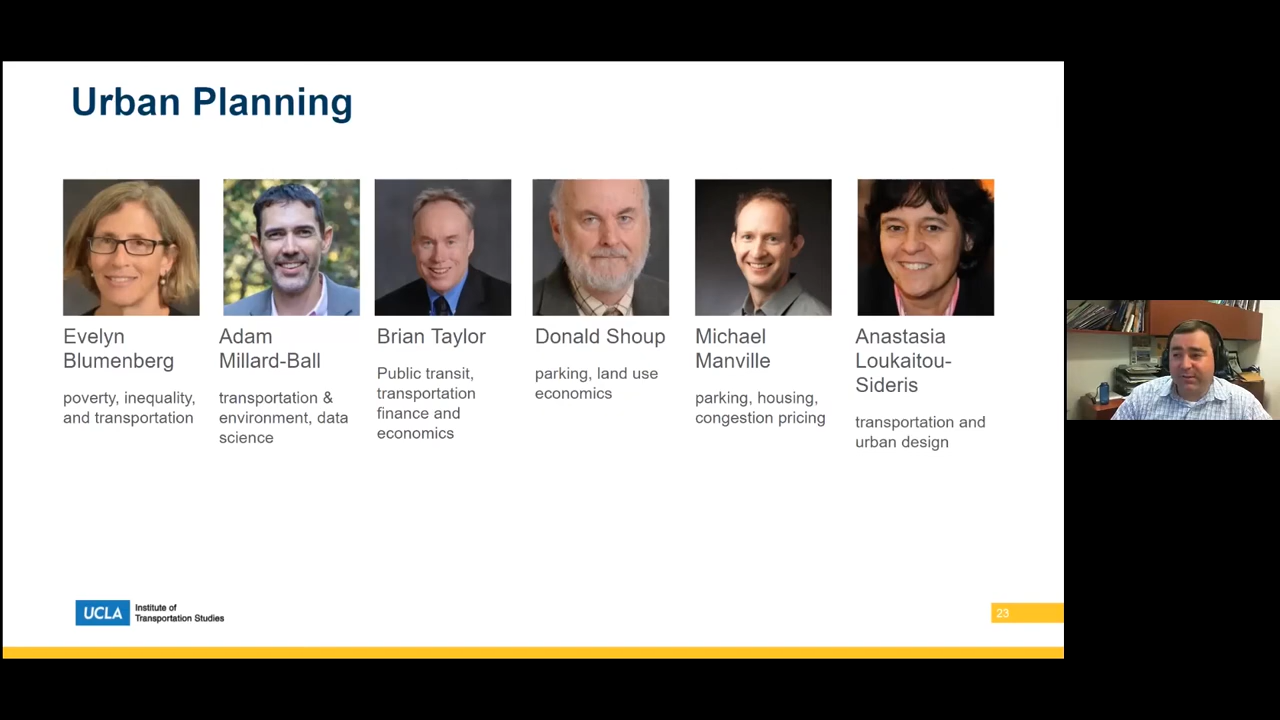 Urban Planning
Evelyn
Blumenberg
poverty, inequality,
and transportation
Adam
Millard-Ball
transportation &
environment, data
science
Brian Taylor
Public transit,
transportation
finance and
economics
Donald Shoup
parking, land use
economics
Michael
Manville
parking, housing,
congestion pricing
Anastasia
Loukaitou-
Sideris
transportation and
urban design
UCLA
Institute of
Transportation Studies
23